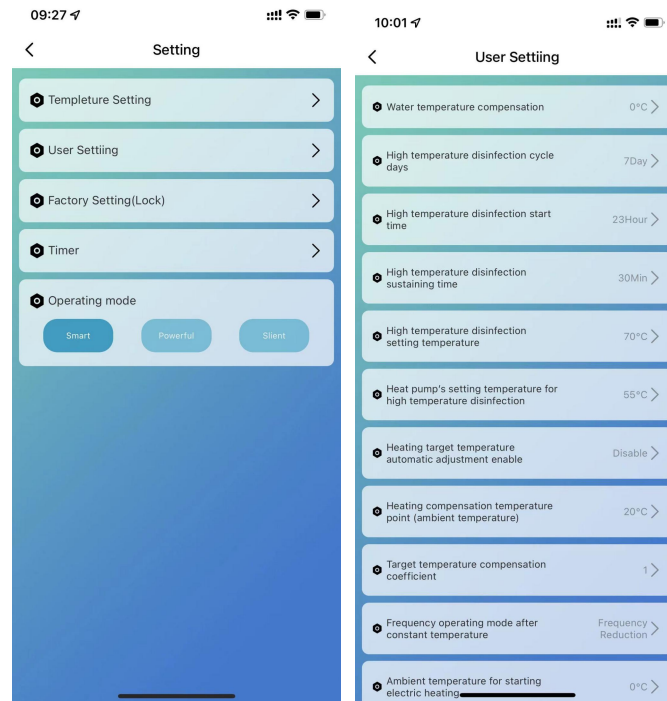 09:27
Setting
Templeture Setting
User Settiing
Factory Setting(Lock)
Timer
Operating mode
Smart
Powerful
Slient
10:01
User Settiing
Water temperature compensation
0°C
High temperature disinfection cycle
days
7Day
High temperature disinfection start
time
23Hour
High temperature disinfection
sustaining time
30Min
High temperature disinfection
setting temperature
70°C
Heat pump's setting temperature for
high temperature disinfection
55°C
Heating target temperature
automatic adjustment enable
Disable
Heating compensation temperature
point (ambient temperature)
20°C
Target temperature compensation
coefficient
1
Frequency operating mode after
constant temperature
Frequency
Reduction
Ambient temperature for starting
electric heating
0°C